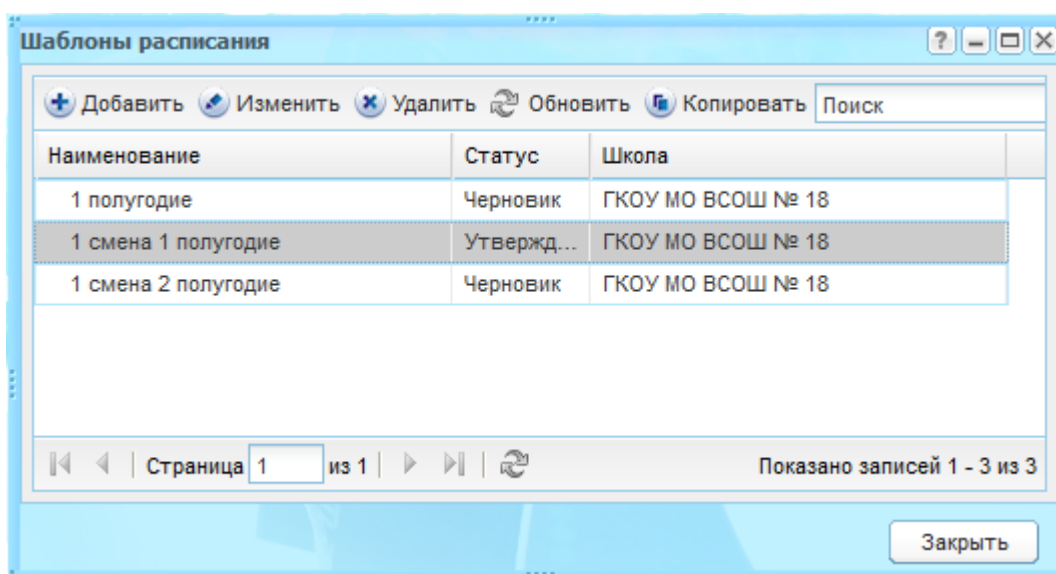 Шаблоны расписания
Добавить Изменить Удалить Обновить Копировать Поиск
Наименование Статус Школа
1 полугодие Черновик ГКОУ МО ВСОШ № 18
1 смена 1 полугодие Утвержд... ГКОУ МО ВСОШ № 18
1 смена 2 полугодие Черновик ГКОУ МО ВСОШ № 18
Страница 1 из 1 Показано записей 1 - 3 из 3
Закрыть